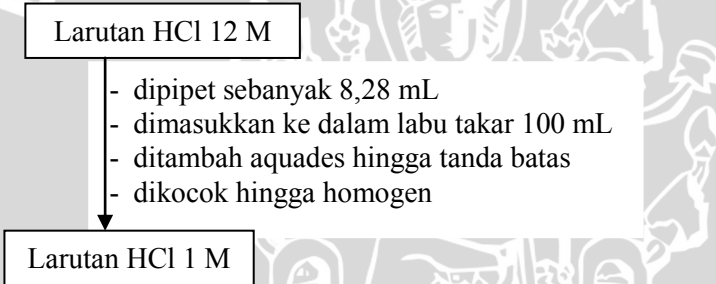 Larutan HCl 12 M
- dipipet sebanyak 8,28 mL
- dimasukkan ke dalam labu takar 100 mL
- ditambah aquades hingga tanda batas
- dikocok hingga homogen
Larutan HCl 1 M